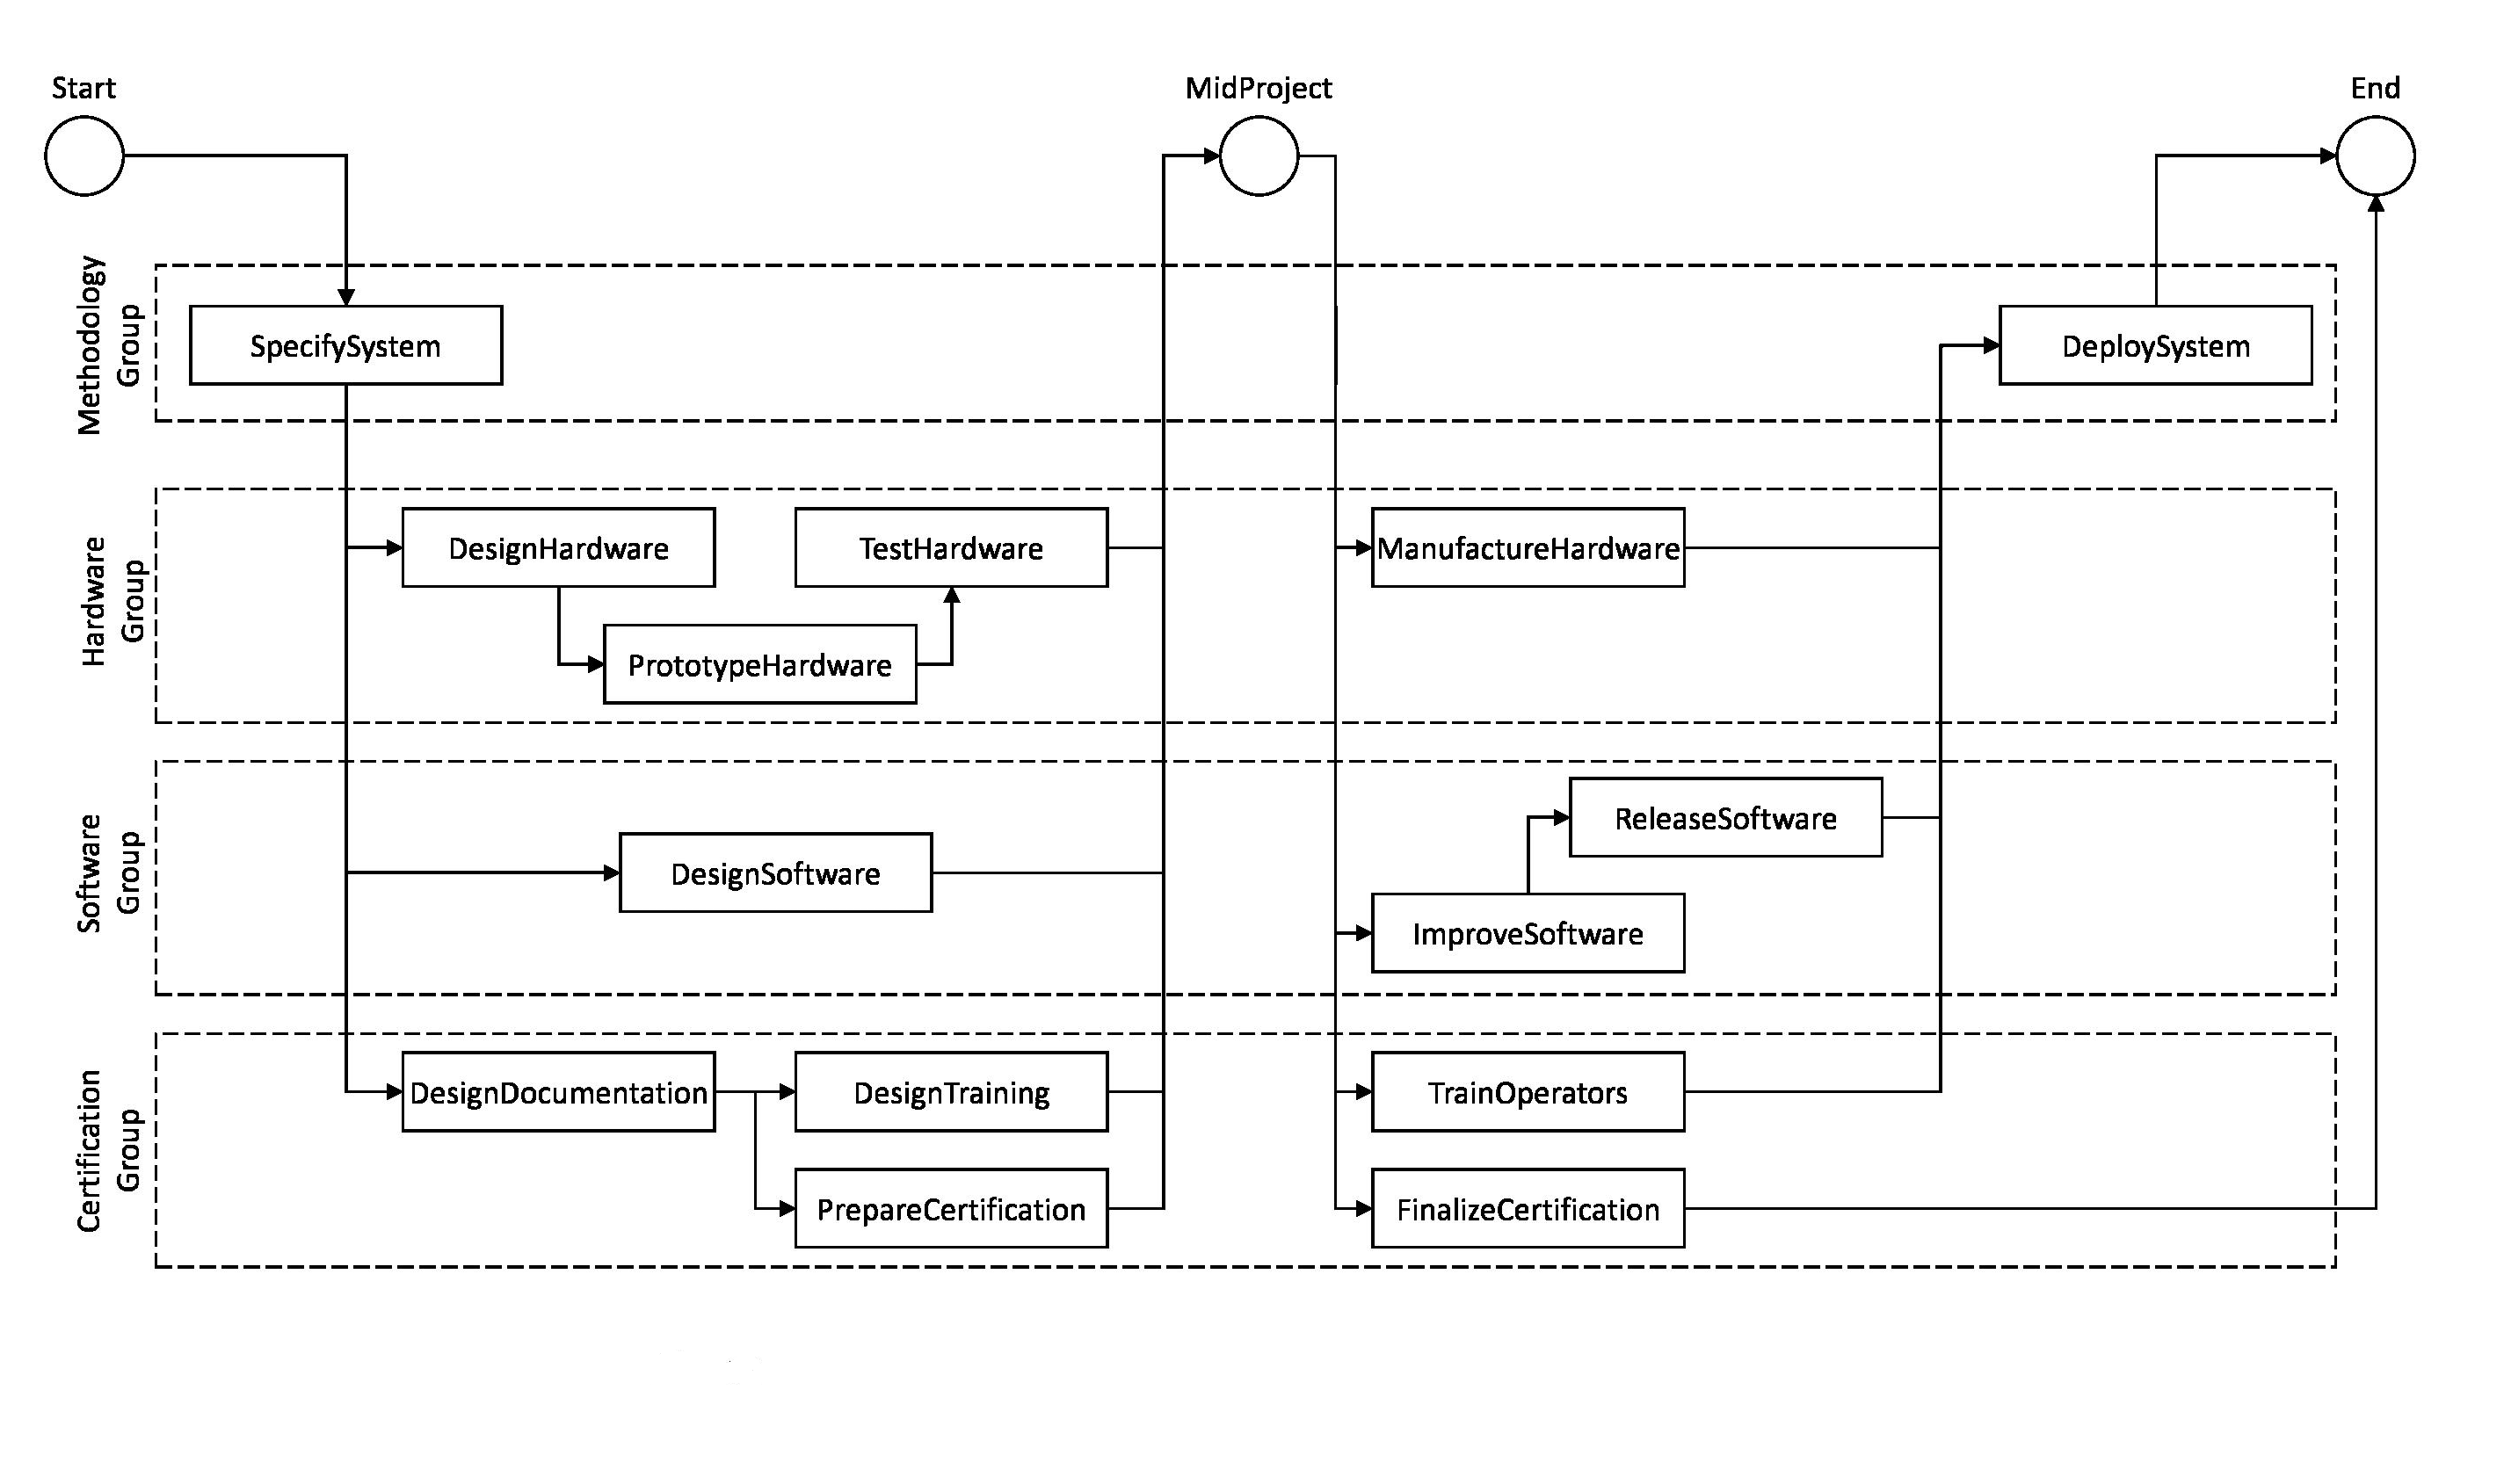 Start
MidProject
End
Methodology
Group
SpecifySystem
DeploySystem
Hardware
Group
DesignHardware
TestHardware
ManufactureHardware
PrototypeHardware
Software
Group
ReleaseSoftware
DesignSoftware
ImproveSoftware
Certification
Group
DesignDocumentation
DesignTraining
TrainOperators
PrepareCertification
FinalizeCertification